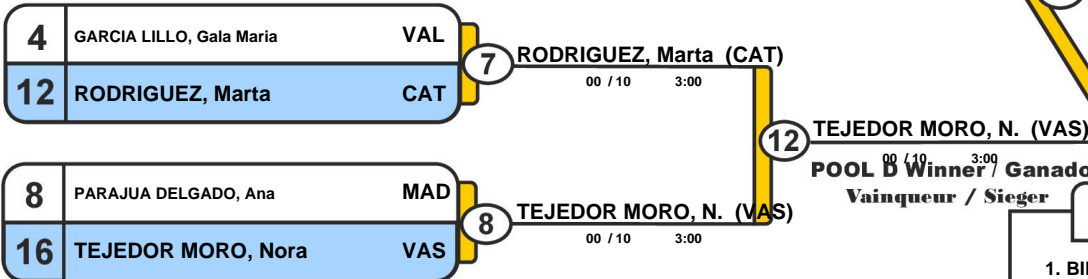 4 GARCIA LILLO, Gala Maria VAL
12 RODRIGUEZ, Marta CAT
7
RODRIGUEZ, Marta (CAT)
00 / 10 3:00
8 PARAJUA DELGADO, Ana MAD
16 TEJEDOR MORO, Nora VAS
8
TEJEDOR MORO, N. (VAS)
00 / 10 3:00
12
TEJEDOR MORO, N. (VAS)
00 / 10 3:00
POOL D Winner / Ganado
Vainqueur / Sieger
1. BI